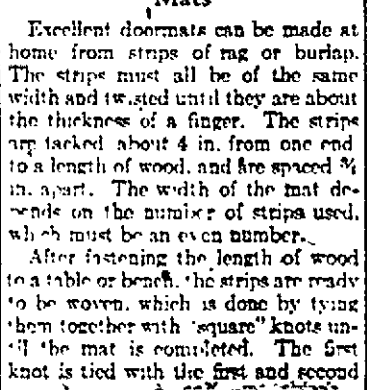 Mats
Excellent doormats can be made at
home from strips of rag or burlap.
The strips must all be of the same
width and twisted until they are about
the thickness of a finger. The strips
are tacked about 4 in. from one end
to a length of wood, and are spaced ¾
in. apart. The width of the mat de-
pends on the number of strips used,
which must be an even number.
After fastening the length of wood
to a table or bench, the strips are ready
to be woven, which is done by tying
them together with "square" knots un-
til the mat is completed. The first
knot is tied with the first and second